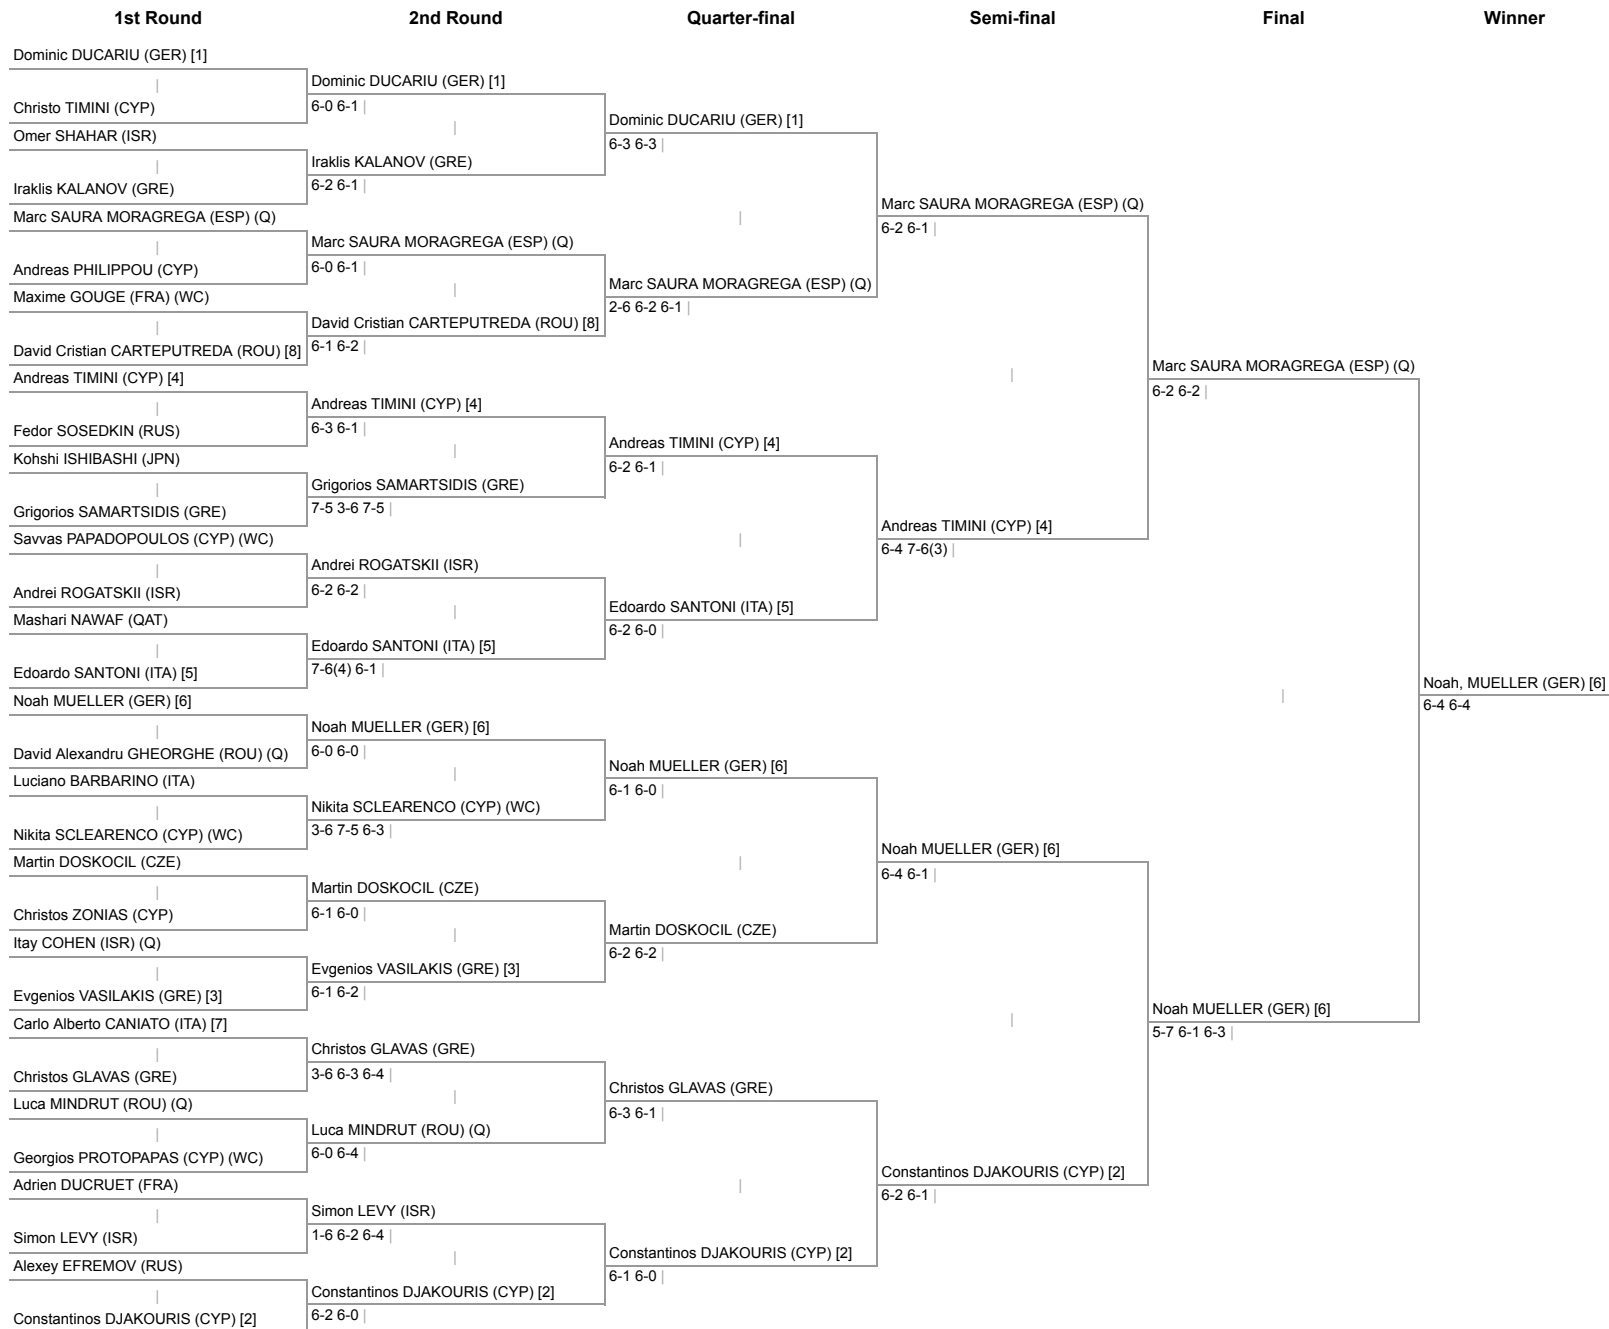 1st Round
2nd Round
Quarter-final
Semi-final
Final
Winner
Dominic DUCARIU (GER) [1]
Christo TIMINI (CYP)
Omer SHAHAR (ISR)
Iraklis KALANOV (GRE)
Marc SAURA MORAGREGA (ESP) (Q)
Andreas PHILIPPOU (CYP)
Maxime GOUGE (FRA) (WC)
David Cristian CARTEPUTREDA (ROU) [8]
Andreas TIMINI (CYP) [4]
Fedor SOSEDKIN (RUS)
Kohshi ISHIBASHI (JPN)
Grigorios SAMARTSIDIS (GRE)
Savvas PAPADOPOULOS (CYP) (WC)
Andrei ROGATSKII (ISR)
Mashari NAWAF (QAT)
Edoardo SANTONI (ITA) [5]
Noah MUELLER (GER) [6]
David Alexandru GHEORGHE (ROU) (Q)
Luciano BARBARINO (ITA)
Nikita SCLEARENCO (CYP) (WC)
Martin DOSKOCIL (CZE)
Christos ZONIAS (CYP)
Itay COHEN (ISR) (Q)
Evgenios VASILAKIS (GRE) [3]
Carlo Alberto CANIATO (ITA) [7]
Christos GLAVAS (GRE)
Luca MINDRUT (ROU) (Q)
Georgios PROTOPAPAS (CYP) (WC)
Adrien DUCRUET (FRA)
Simon LEVY (ISR)
Alexey EFREMOV (RUS)
Constantinos DJAKOURIS (CYP) [2]
Dominic DUCARIU (GER) [1]
6-0 6-1 |
Iraklis KALANOV (GRE)
6-2 6-1 |
Marc SAURA MORAGREGA (ESP) (Q)
6-0 6-1 |
David Cristian CARTEPUTREDA (ROU) [8]
6-1 6-2 |
Andreas TIMINI (CYP) [4]
6-3 6-1 |
Grigorios SAMARTSIDIS (GRE)
7-5 3-6 7-5 |
Andrei ROGATSKII (ISR)
6-2 6-2 |
Edoardo SANTONI (ITA) [5]
7-6(4) 6-1 |
Noah MUELLER (GER) [6]
6-0 6-0 |
Nikita SCLEARENCO (CYP) (WC)
3-6 7-5 6-3 |
Martin DOSKOCIL (CZE)
6-1 6-0 |
Evgenios VASILAKIS (GRE) [3]
6-1 6-2 |
Christos GLAVAS (GRE)
3-6 6-3 6-4 |
Luca MINDRUT (ROU) (Q)
6-0 6-4 |
Simon LEVY (ISR)
1-6 6-2 6-4 |
Constantinos DJAKOURIS (CYP) [2]
6-2 6-0 |
Dominic DUCARIU (GER) [1]
6-3 6-3 |
Marc SAURA MORAGREGA (ESP) (Q)
2-6 6-2 6-1 |
Andreas TIMINI (CYP) [4]
6-2 6-1 |
Edoardo SANTONI (ITA) [5]
6-2 6-0 |
Noah MUELLER (GER) [6]
6-1 6-0 |
Martin DOSKOCIL (CZE)
6-2 6-2 |
Christos GLAVAS (GRE)
6-3 6-1 |
Constantinos DJAKOURIS (CYP) [2]
6-1 6-0 |
Marc SAURA MORAGREGA (ESP) (Q)
6-2 6-1 |
Andreas TIMINI (CYP) [4]
6-4 7-6(3) |
Noah MUELLER (GER) [6]
6-4 6-1 |
Constantinos DJAKOURIS (CYP) [2]
6-2 6-1 |
Marc SAURA MORAGREGA (ESP) (Q)
6-2 6-2 |
Noah MUELLER (GER) [6]
5-7 6-1 6-3 |
Noah, MUELLER (GER) [6]
6-4 6-4